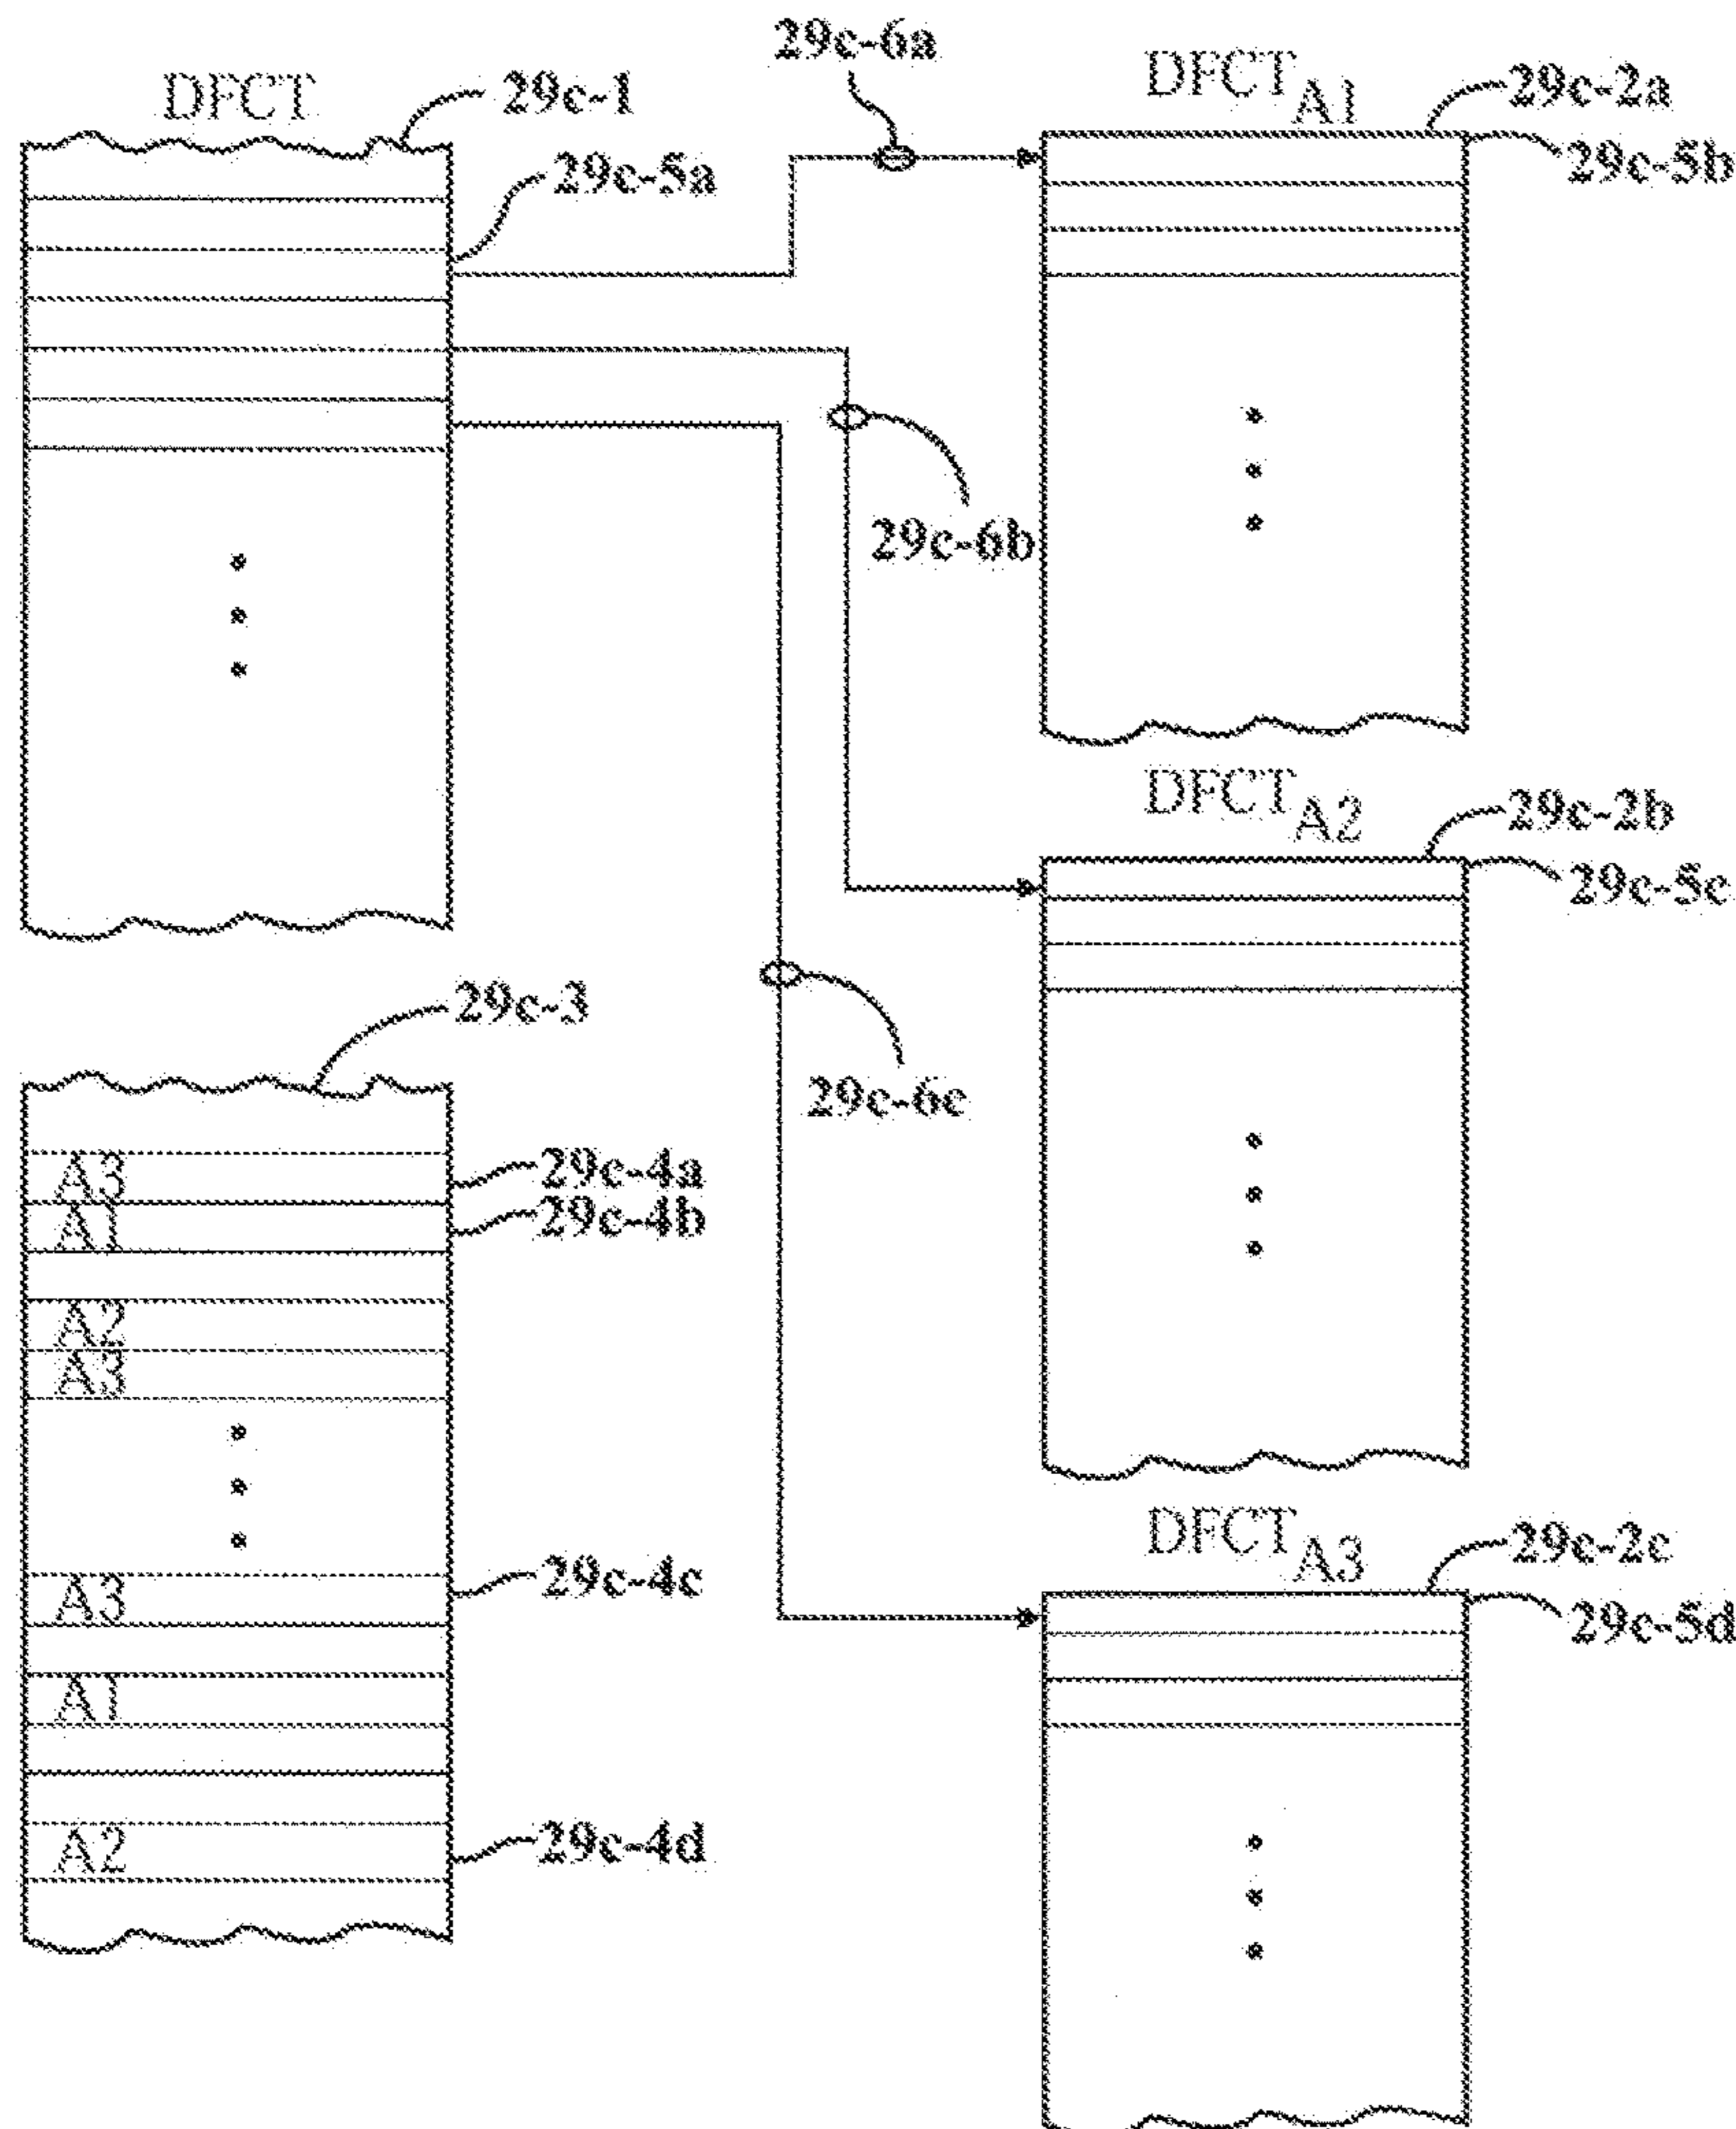 29c-6a
DFCT
29c-1
DFCT A1
29c-2a
29c-5b
29c-5a
29c-6b
DFCT A2
29c-2b
29c-5c
29c-3
29c-6c
A3
29c-4a
A1
29c-4b
A2
A3
DFCT A3
29c-2c
29c-5d
A3
29c-4c
A1
A2
29c-4d